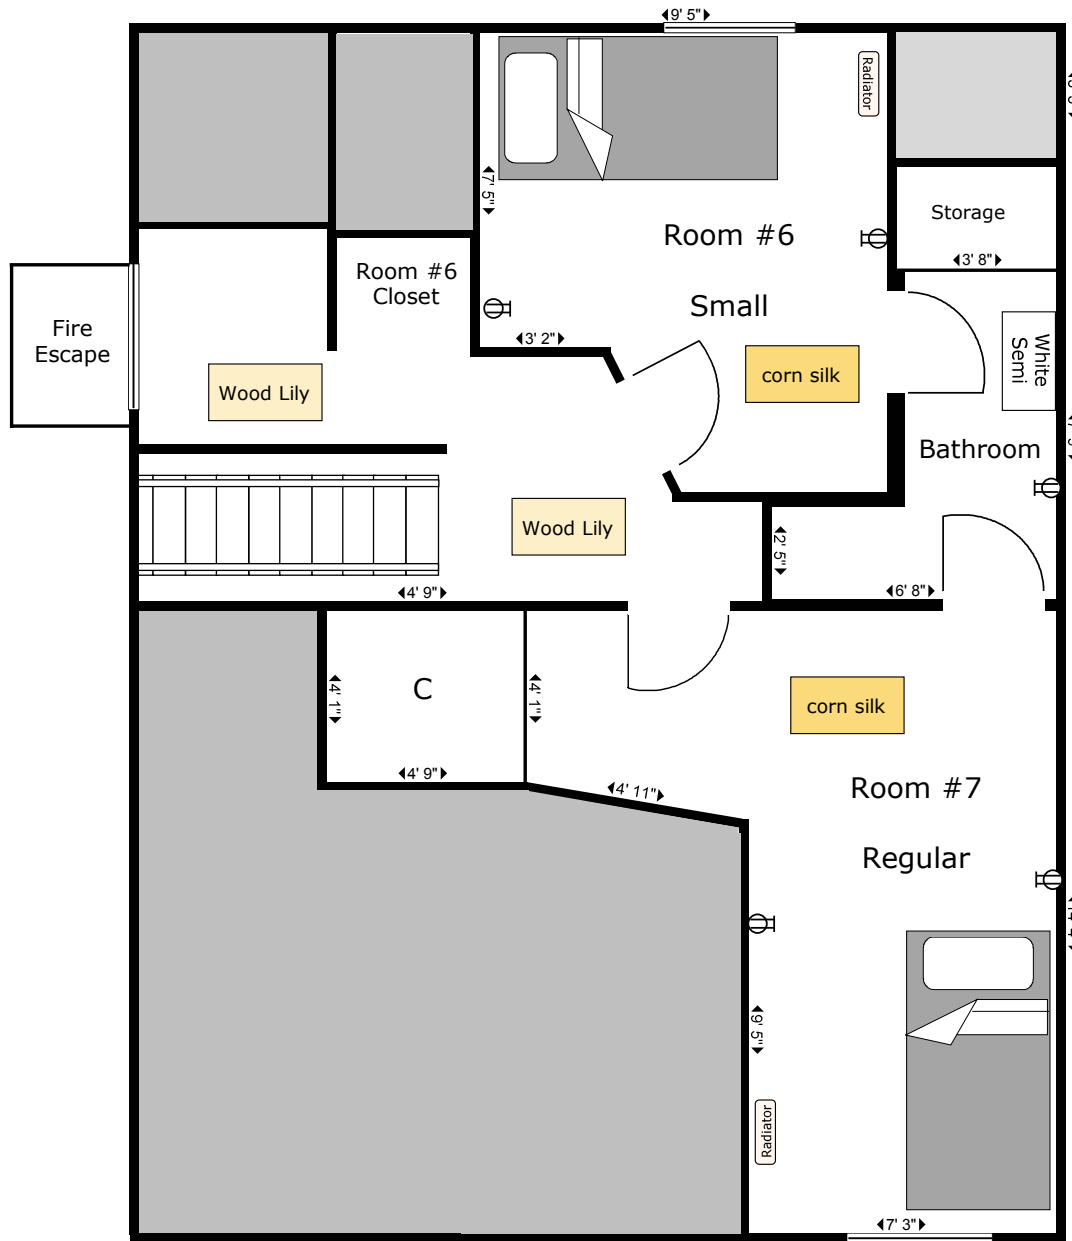 9' 5"
Radiator
7' 5"
Room #6
Small
Storage
3' 8"
Room #6
Closet
Fire
Escape
3' 2"
Wood Lily
corn silk
White
Semi
Bathroom
Wood Lily
2' 5"
4' 9"
6' 8"
C
4' 1"
4' 1"
4' 9"
corn silk
4' 11"
Room #7
Regular
9' 5"
Radiator
7' 3"